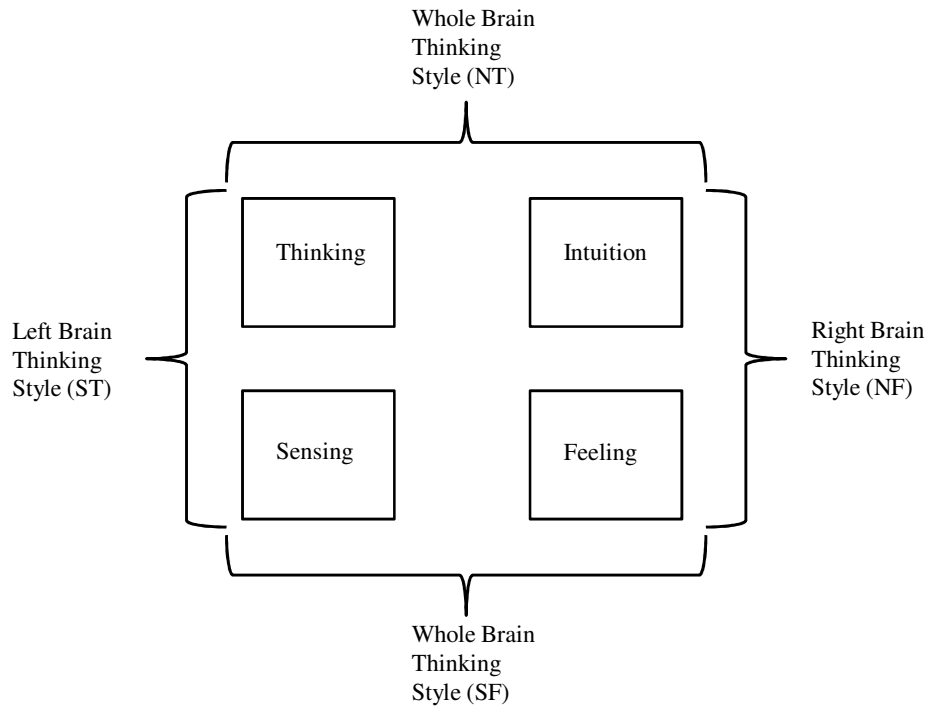 Whole Brain
Thinking
Style (NT)
Thinking
Intuition
Left Brain
Thinking
Style (ST)
Right Brain
Thinking
Style (NF)
Sensing
Feeling
Whole Brain
Thinking
Style (SF)